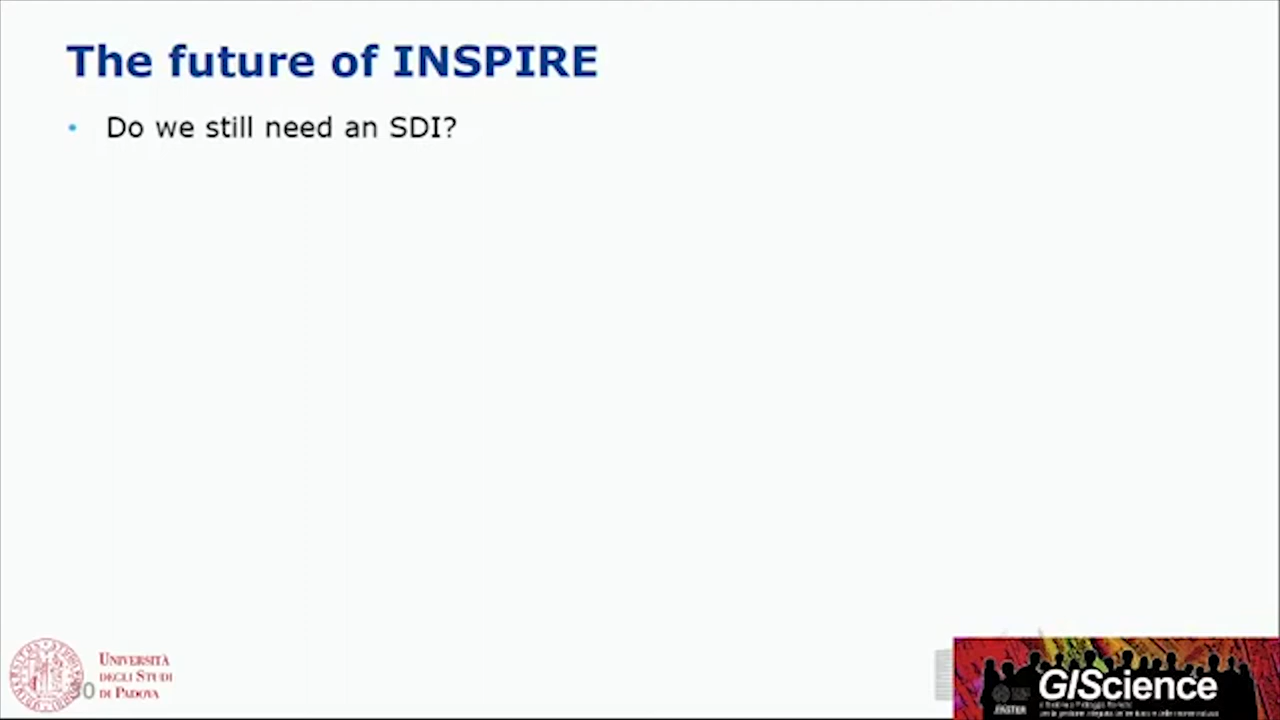 The future of INSPIRE
• Do we still need an SDI?
UNIVERSITÀ
DEGLI STUDI
DI PADOVA
GIScience